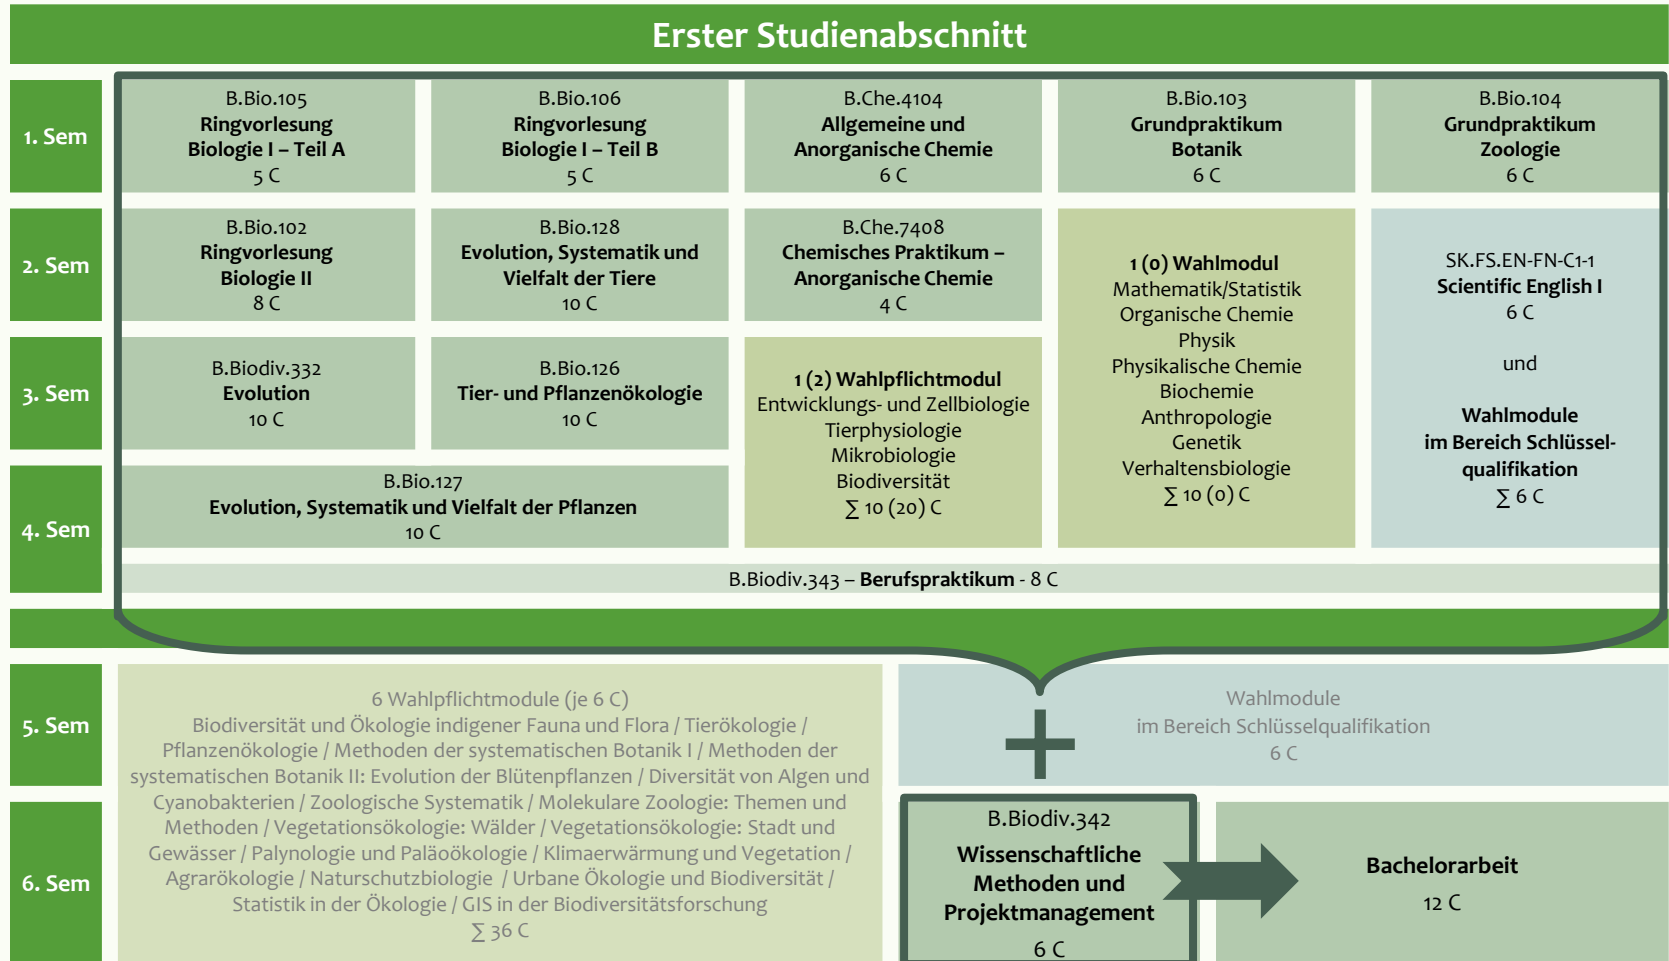 Erster Studienabschnitt
1. Sem
B.Bio.105
Ringvorlesung
Biologie I – Teil A
5 C
B.Bio.106
Ringvorlesung
Biologie I – Teil B
5 C
B.Che.4104
Allgemeine und
Anorganische Chemie
6 C
B.Bio.103
Grundpraktikum
Botanik
6 C
B.Bio.104
Grundpraktikum
Zoologie
6 C
2. Sem
B.Bio.102
Ringvorlesung
Biologie II
8 C
B.Bio.128
Evolution, Systematik und
Vielfalt der Tiere
10 C
B.Che.7408
Chemisches Praktikum –
Anorganische Chemie
4 C
1 (0) Wahlmodul
Mathematik/Statistik
Organische Chemie
Physik
Physikalische Chemie
Biochemie
Anthropologie
Genetik
Verhaltensbiologie
∑ 10 (0) C
SK.FS.EN-FN-C1-1
Scientific English I
6 C
und
Wahlmodule
im Bereich Schlüssel-
qualifikation
∑ 6 C
3. Sem
B.Biodiv.332
Evolution
10 C
B.Bio.126
Tier- und Pflanzenökologie
10 C
1 (2) Wahlpflichtmodul
Entwicklungs- und Zellbiologie
Tierphysiologie
Mikrobiologie
Biodiversität
∑ 10 (20) C
4. Sem
B.Bio.127
Evolution, Systematik und Vielfalt der Pflanzen
10 C
B.Biodiv.343 – Berufspraktikum - 8 C
5. Sem
6 Wahlpflichtmodule (je 6 C)
Biodiversität und Ökologie indigener Fauna und Flora / Tierökologie /
Pflanzenökologie / Methoden der systematischen Botanik I / Methoden der
systematischen Botanik II: Evolution der Blütenpflanzen / Diversität von Algen und
Cyanobakterien / Zoologische Systematik / Molekulare Zoologie: Themen und
Methoden / Vegetationsökologie: Wälder / Vegetationsökologie: Stadt und
Gewässer / Palynologie und Paläoökologie / Klimaerwärmung und Vegetation /
Agrarökologie / Naturschutzbiologie / Urbane Ökologie und Biodiversität /
Statistik in der Ökologie / GIS in der Biodiversitätsforschung
∑ 36 C
+
Wahlmodule
im Bereich Schlüsselqualifikation
6 C
6. Sem
B.Biodiv.342
Wissenschaftliche
Methoden und
Projektmanagement
6 C
Bachelorarbeit
12 C